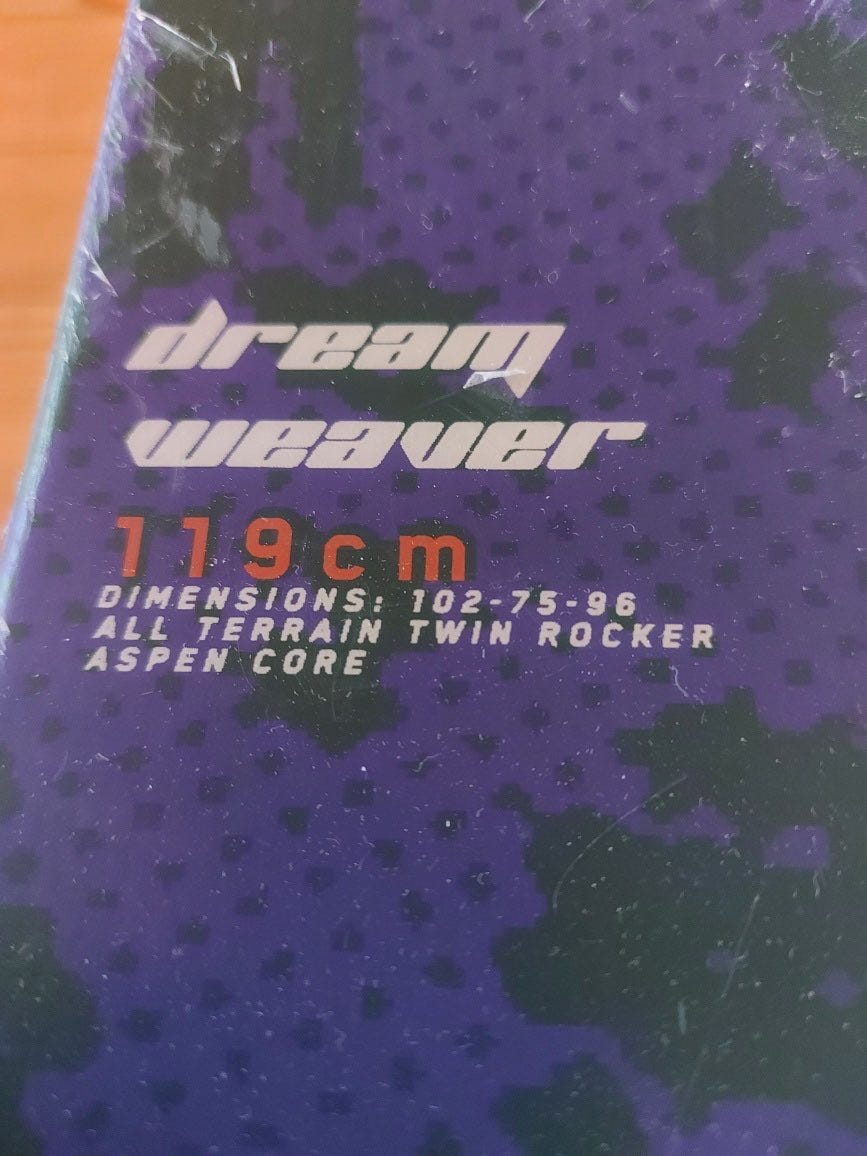 dream
weaver
119cm
DIMENSIONS: 102-75-96
ALL TERRAIN TWIN ROCKER
ASPEN CORE